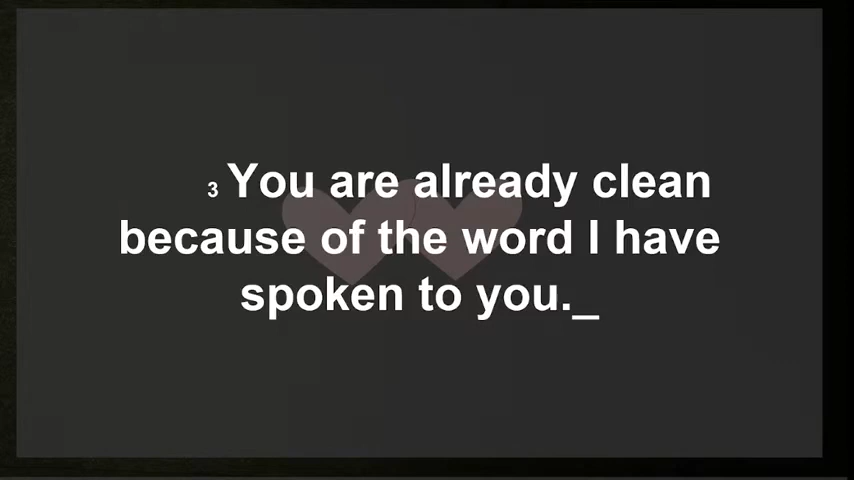 3 You are already clean
because of the word I have
spoken to you._